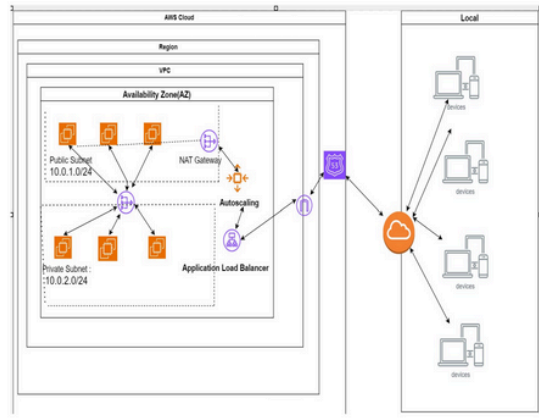 AWS Cloud
Local
Region
VPC
Availability Zone(AZ)
Public Subnet
10.0.1.0/24
NAT Gateway
Autoscaling
Application Load Balancer
Private Subnet :
10.0.2.0/24
53
devices
devices
devices
devices